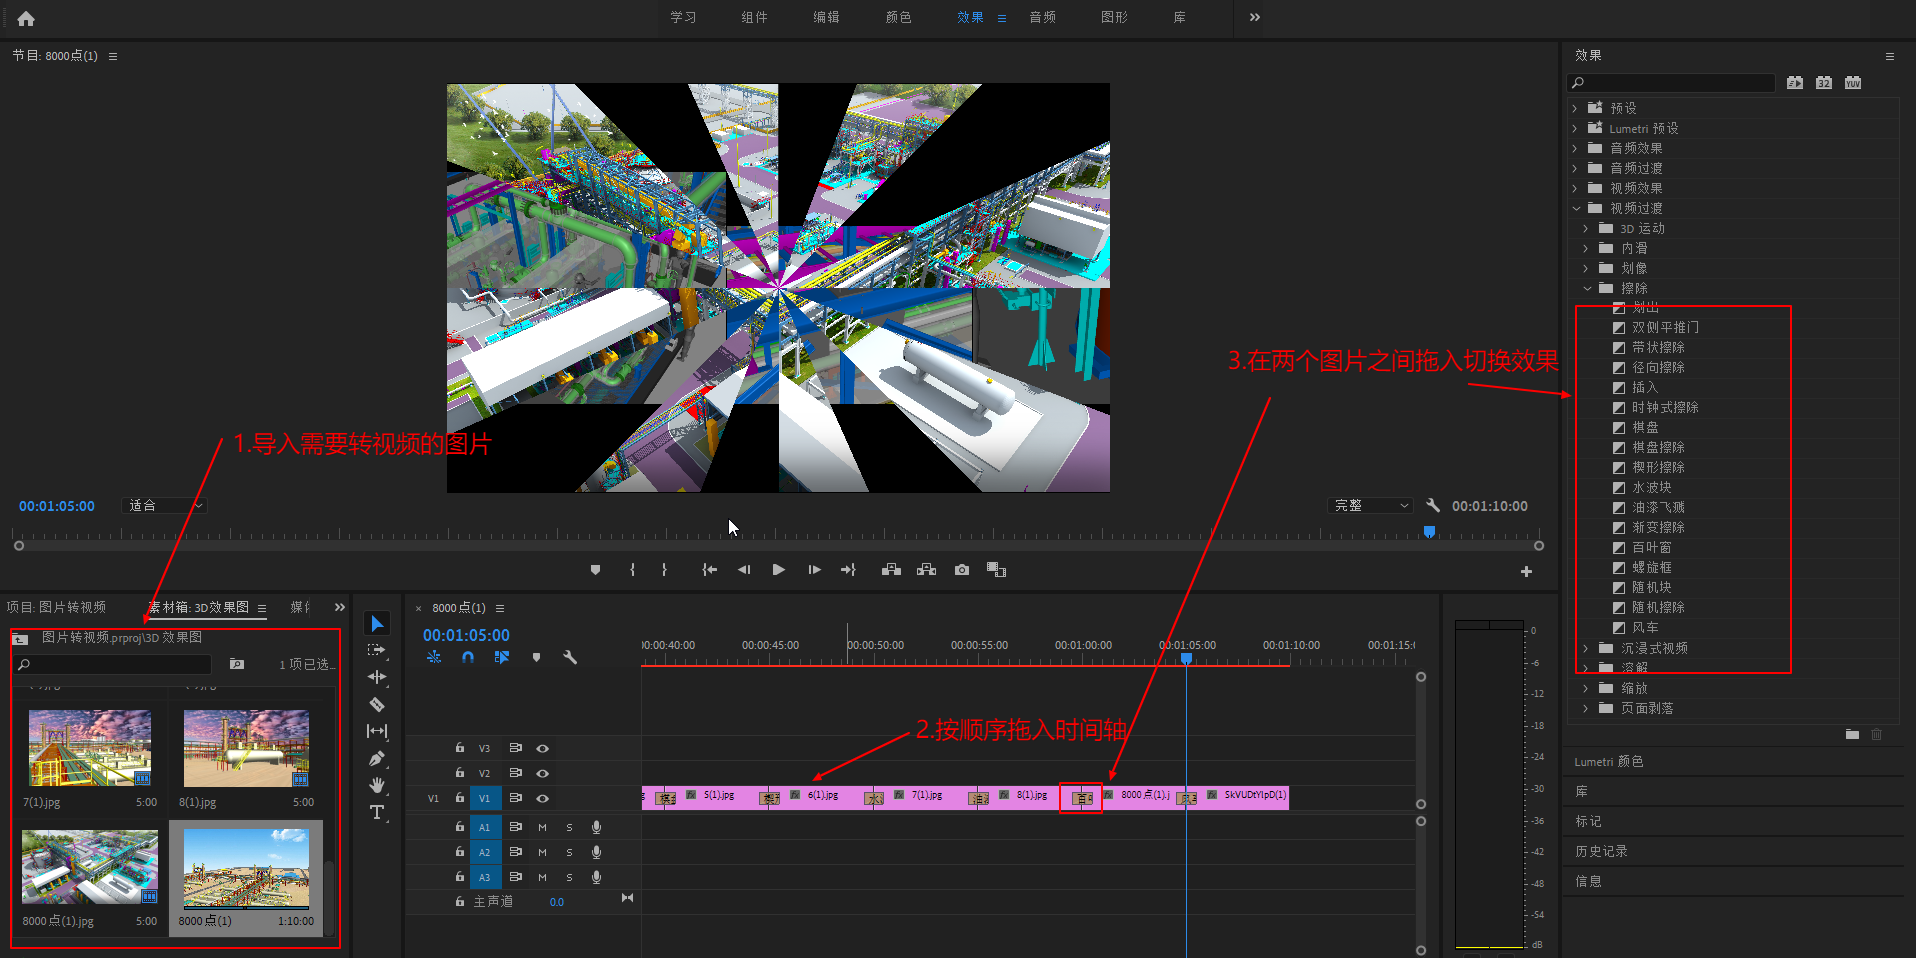 学习 组件 编辑 颜色 效果 音频 图形 库
节目: 8000点(1)
00:01:05:00 适合 完整 00:01:10:00
1.导入需要转视频的图片
2.按顺序拖入时间轴
3.在两个图片之间拖入切换效果
项目: 图片转视频 素材箱: 3D效果图
图片转视频.prproj\3D 效果图
1 项已选...
7(1).jpg 5:00
8(1).jpg 5:00
8000点(1).jpg 5:00
8000点(1) 1:10:00
× 8000点(1)
00:01:05:00
00:00:40:00 00:00:45:00 00:00:50:00 00:00:55:00 00:01:00:00 00:01:05:00 00:01:10:00 00:01:15:
V3
V2
V1 V1
5(1).jpg 6(1).jpg 7(1).jpg 8(1).jpg 8000点(1).j SkVUDtYlpD(1)
A1 M S
A2 M S
A3 M S
主声道 0.0
0
-6
-12
-18
-24
-30
-36
-42
-48
-54
dB
效果
32 YUV
预设
Lumetri 预设
音频效果
音频过渡
视频效果
视频过渡
3D 运动
内滑
划像
擦除
划出
双侧平推门
带状擦除
径向擦除
插入
时钟式擦除
棋盘
棋盘擦除
楔形擦除
水波块
油漆飞溅
渐变擦除
百叶窗
螺旋框
随机块
随机擦除
风车
沉浸式视频
溶解
缩放
页面剥落
Lumetri 颜色
库
标记
历史记录
信息